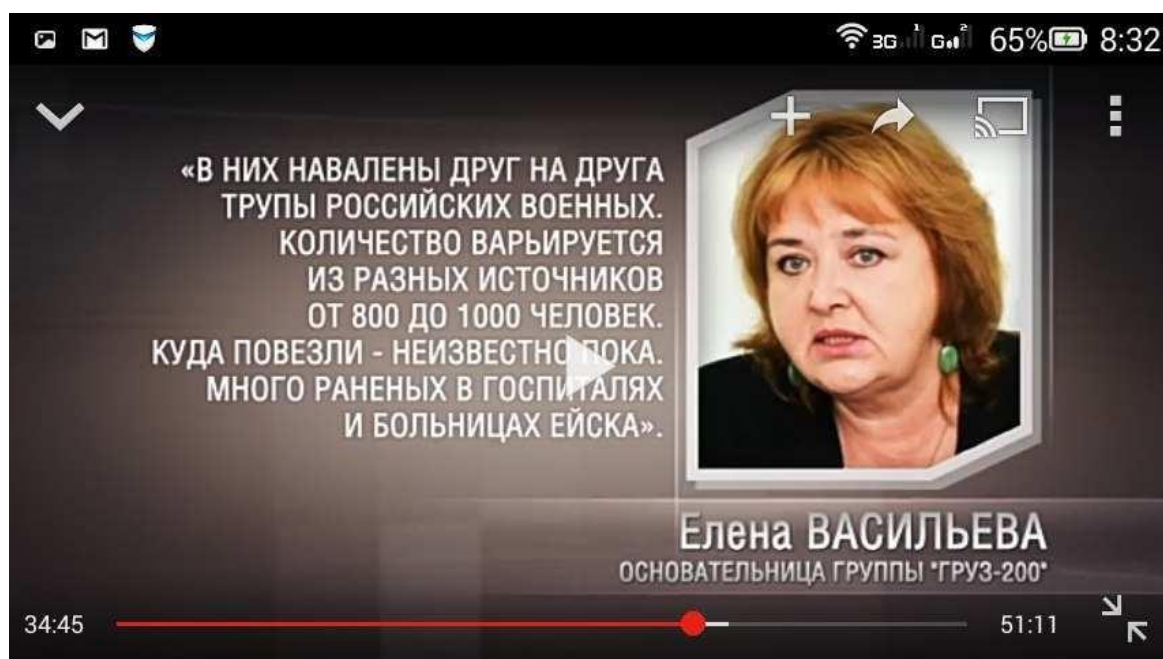 3G 1 G 2 65% 8:32
«В НИХ НАВАЛЕНЫ ДРУГ НА ДРУГА
ТРУПЫ РОССИЙСКИХ ВОЕННЫХ.
КОЛИЧЕСТВО ВАРЬИРУЕТСЯ
ИЗ РАЗНЫХ ИСТОЧНИКОВ
ОТ 800 ДО 1000 ЧЕЛОВЕК.
КУДА ПОВЕЗЛИ - НЕИЗВЕСТНО ПОКА.
МНОГО РАНЕНЫХ В ГОСПИТАЛЯХ
И БОЛЬНИЦАХ ЕЙСКА».
Елена ВАСИЛЬЕВА
ОСНОВАТЕЛЬНИЦА ГРУППЫ "ГРУЗ-200"
34:45 51:11